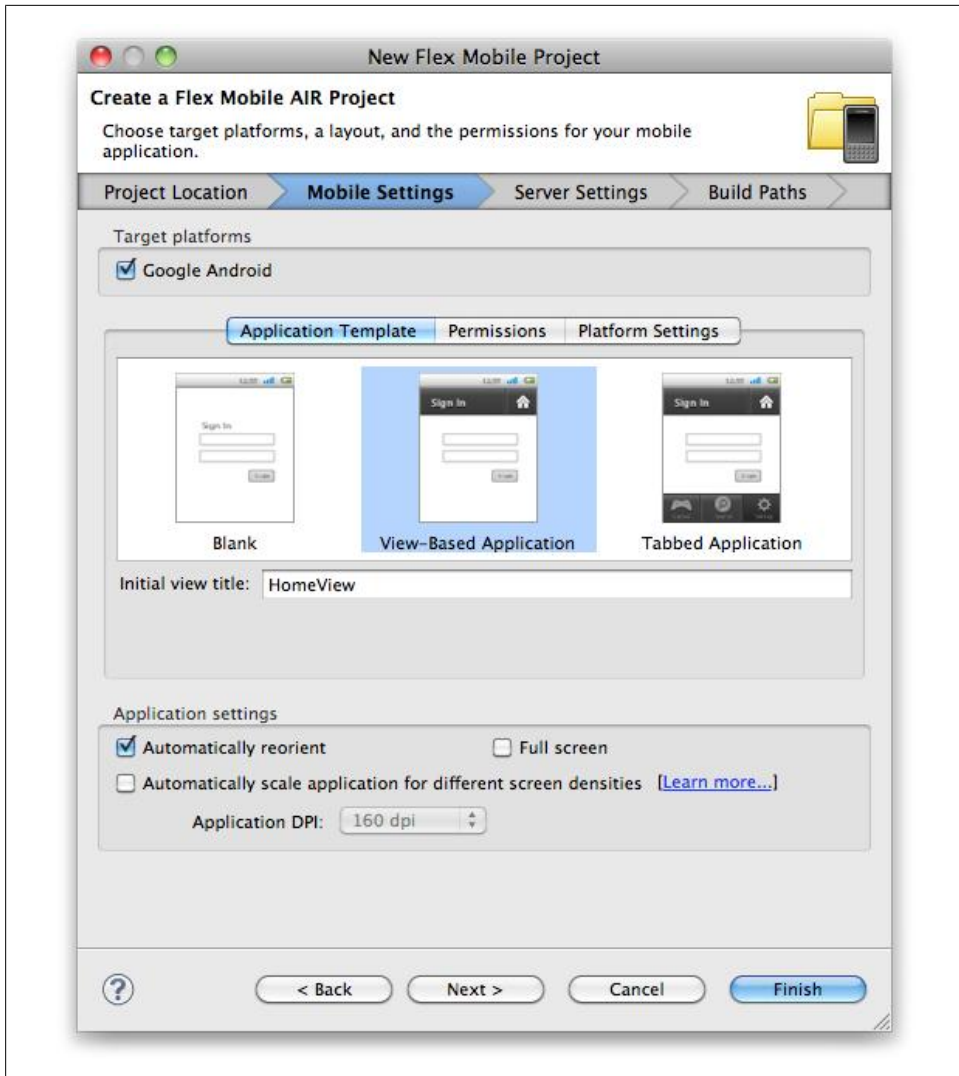 New Flex Mobile Project
Create a Flex Mobile AIR Project
Choose target platforms, a layout, and the permissions for your mobile
application.
Project Location Mobile Settings Server Settings Build Paths
Target platforms
Google Android
Application Template Permissions Platform Settings
Sign In
Sign In
Sign In
Blank View-Based Application Tabbed Application
Initial view title: HomeView
Application settings
Automatically reorient Full screen
Automatically scale application for different screen densities [Learn more...]
Application DPI: 160 dpi
? < Back Next > Cancel Finish